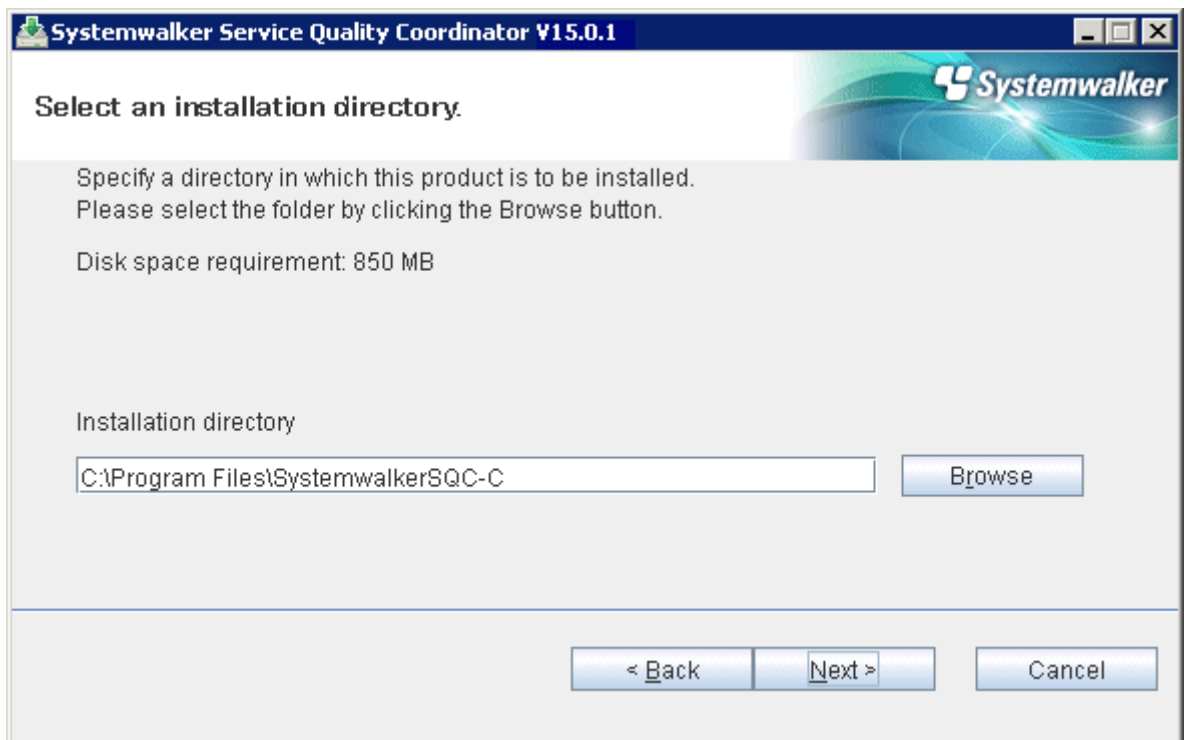 Systemwalker Service Quality Coordinator V15.0.1
Systemwalker
Select an installation directory.
Specify a directory in which this product is to be installed.
Please select the folder by clicking the Browse button.
Disk space requirement: 850 MB
Installation directory
C:\Program Files\SystemwalkerSQC-C
Browse
< Back
Next >
Cancel